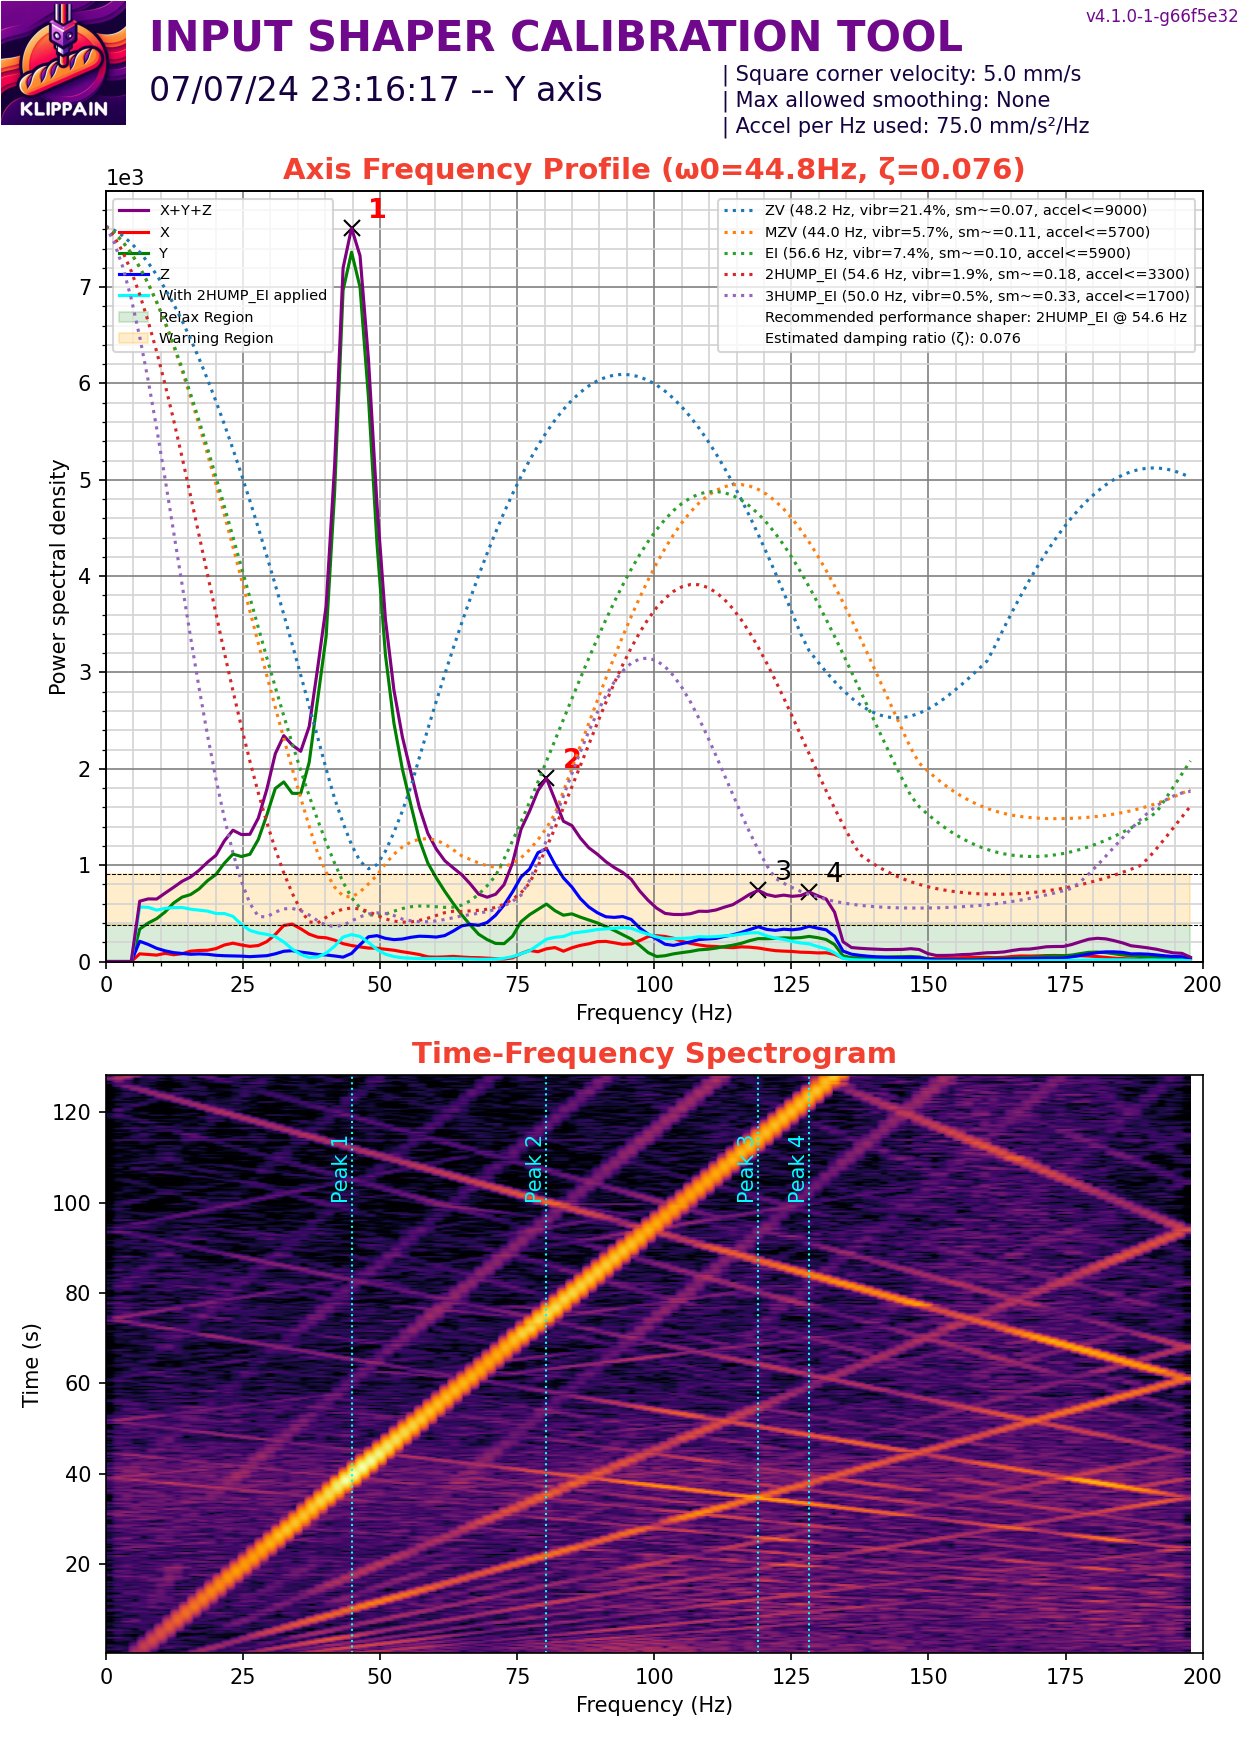 v4.1.0-1-g66f5e32
KLIPPAIN
INPUT SHAPER CALIBRATION TOOL
07/07/24 23:16:17 -- Y axis
| Square corner velocity: 5.0 mm/s
| Max allowed smoothing: None
| Accel per Hz used: 75.0 mm/s²/Hz
Axis Frequency Profile (ω0=44.8Hz, ζ=0.076)
1e3
X+Y+Z
X
Y
Z
With 2HUMP_EI applied
Relax Region
Warning Region
ZV (48.2 Hz, vibr=21.4%, sm~=0.07, accel<=9000)
MZV (44.0 Hz, vibr=5.7%, sm~=0.11, accel<=5700)
EI (56.6 Hz, vibr=7.4%, sm~=0.10, accel<=5900)
2HUMP_EI (54.6 Hz, vibr=1.9%, sm~=0.18, accel<=3300)
3HUMP_EI (50.0 Hz, vibr=0.5%, sm~=0.33, accel<=1700)
Recommended performance shaper: 2HUMP_EI @ 54.6 Hz
Estimated damping ratio (ζ): 0.076
1
2
3
4
Power spectral density
7
6
5
4
3
2
1
0
0 25 50 75 100 125 150 175 200
Frequency (Hz)
Time-Frequency Spectrogram
Peak 1
Peak 2
Peak 3
Peak 4
Time (s)
120
100
80
60
40
20
0 25 50 75 100 125 150 175 200
Frequency (Hz)